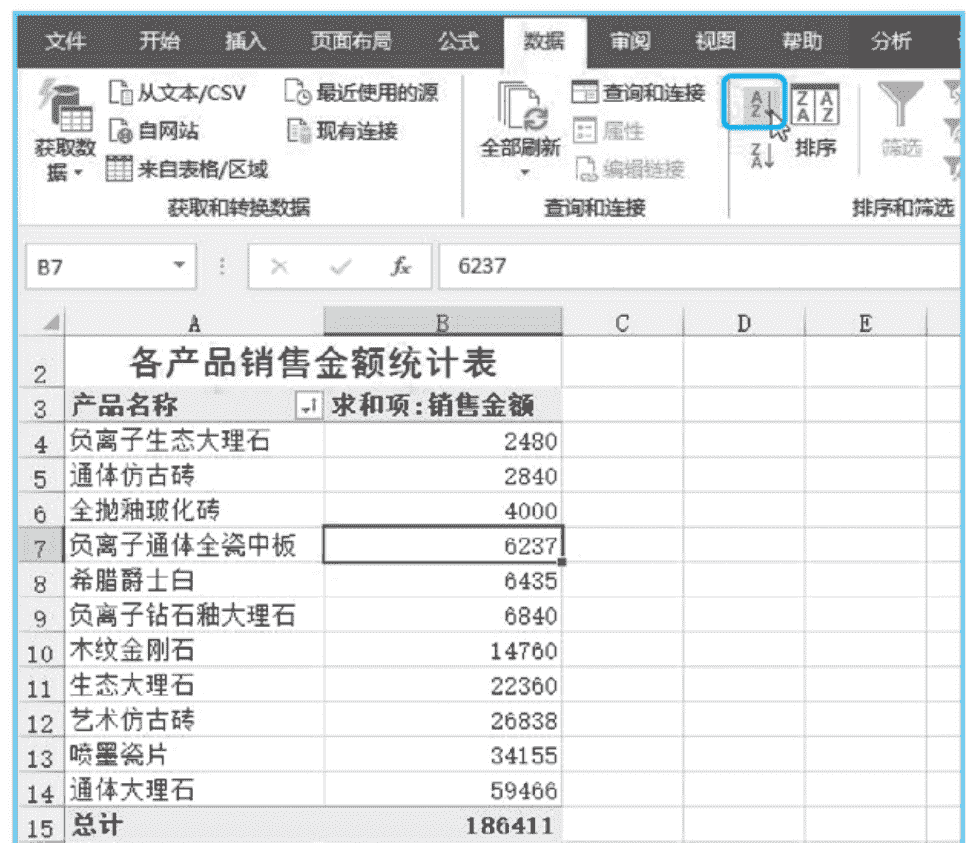 文件 开始 插入 页面布局 公式 数据 审阅 视图 帮助 分析
从文本/CSV 最近使用的源 查询和连接
自网站 现有连接 属性
获取数据 来自表格/区域 全部刷新 编辑链接 排序 筛选
获取和转换数据 查询和连接 排序和筛选
B7 fx 6237
A B C D E
2 各产品销售金额统计表
3 产品名称 求和项:销售金额
4 负离子生态大理石 2480
5 通体仿古砖 2840
6 全抛釉玻化砖 4000
7 负离子通体全瓷中板 6237
8 希腊爵士白 6435
9 负离子钻石釉大理石 6840
10 木纹金刚石 14760
11 生态大理石 22360
12 艺术仿古砖 26838
13 喷墨瓷片 34155
14 通体大理石 59466
15 总计 186411